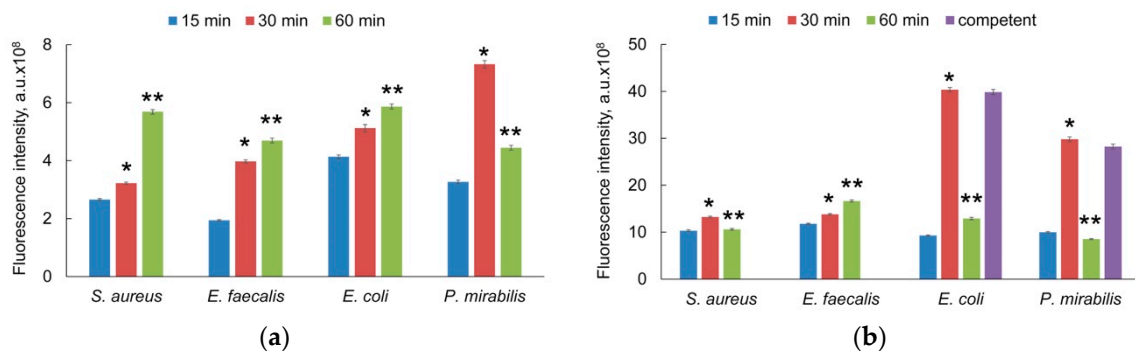 15 min 30 min 60 min
Fluorescence intensity, a.u.x10⁸
8
6
4
2
0
* ** * ** * ** * **
S. aureus E. faecalis E. coli P. mirabilis
(a)
15 min 30 min 60 min competent
Fluorescence intensity, a.u.x10⁸
50
40
30
20
10
0
* ** * ** * ** * **
S. aureus E. faecalis E. coli P. mirabilis
(b)